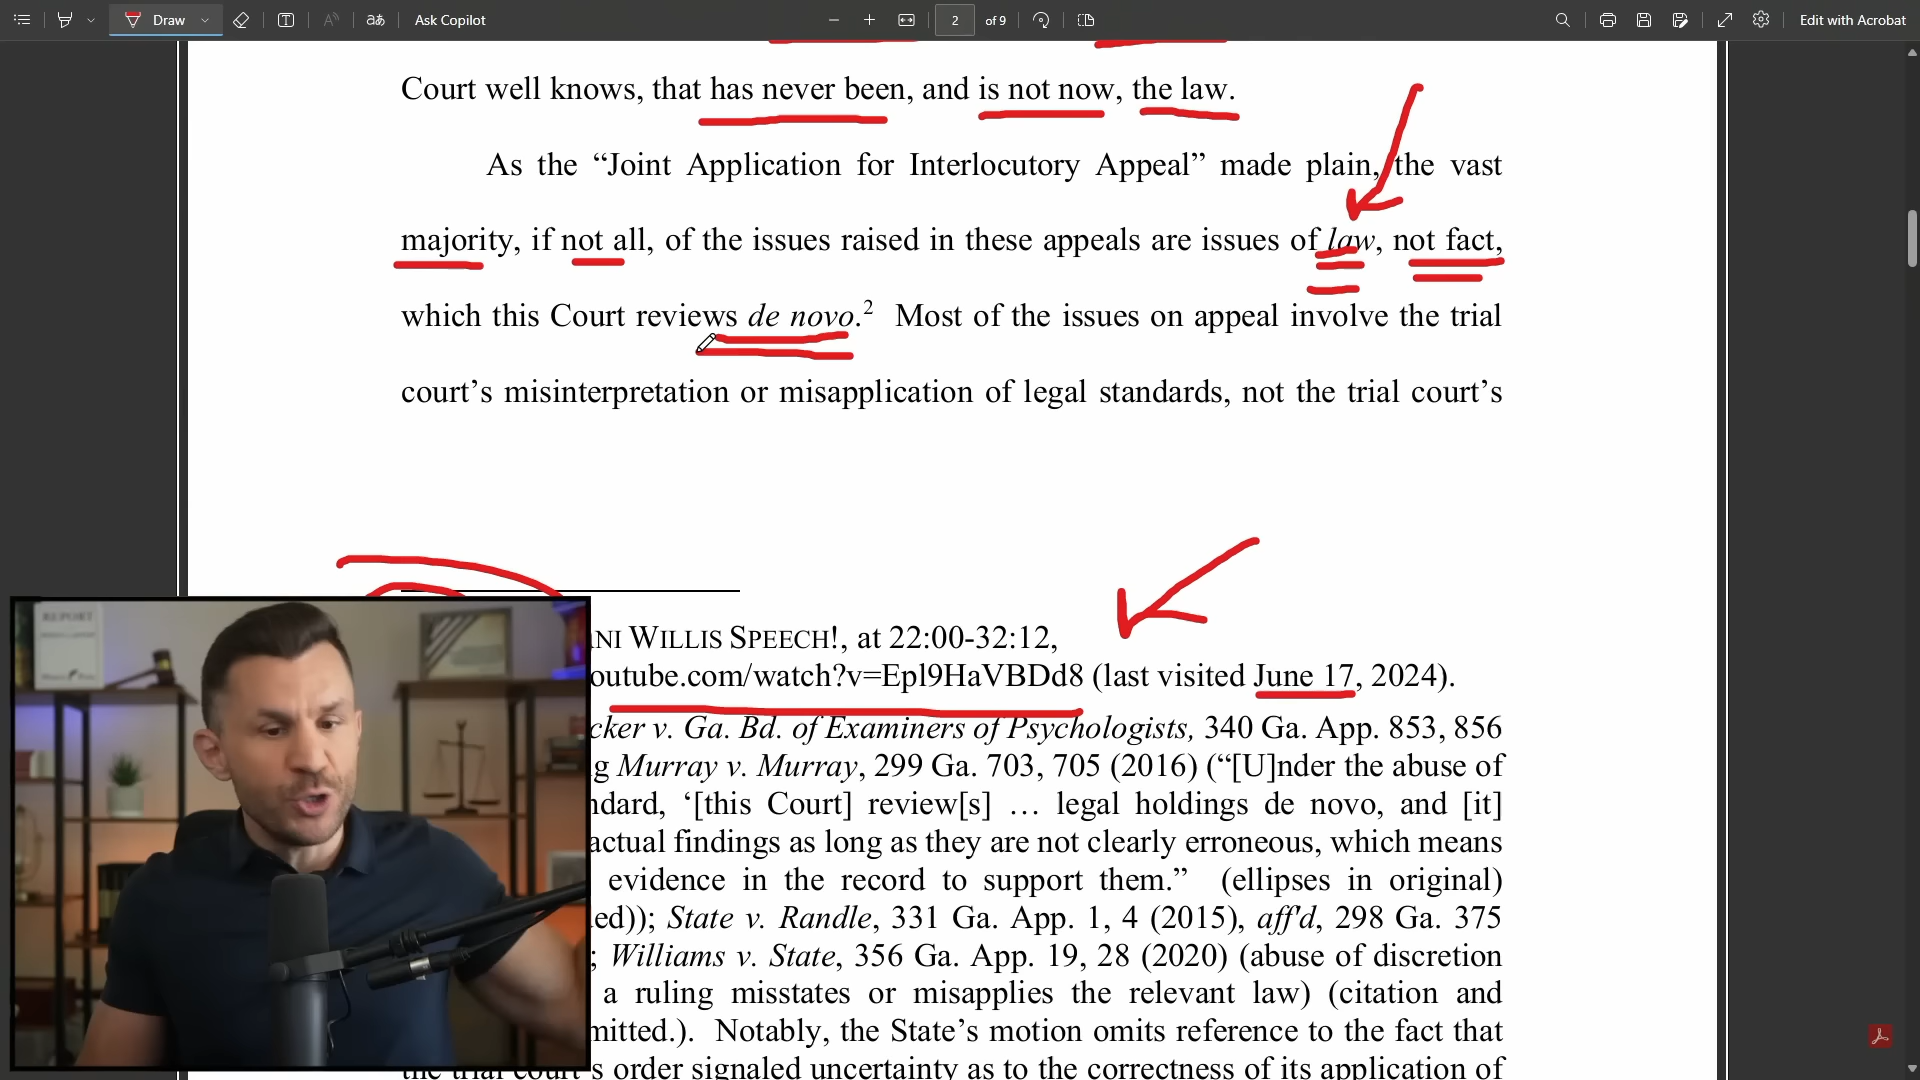 Draw
Ask Copilot
2 of 9
Edit with Acrobat
Court well knows, that has never been, and is not now, the law.
As the “Joint Application for Interlocutory Appeal” made plain, the vast
majority, if not all, of the issues raised in these appeals are issues of law, not fact,
which this Court reviews de novo.2 Most of the issues on appeal involve the trial
court’s misinterpretation or misapplication of legal standards, not the trial court’s
NI WILLIS SPEECH!, at 22:00-32:12,
outube.com/watch?v=Epl9HaVBDd8 (last visited June 17, 2024).
cker v. Ga. Bd. of Examiners of Psychologists, 340 Ga. App. 853, 856
g Murray v. Murray, 299 Ga. 703, 705 (2016) (“[U]nder the abuse of
ndard, ‘[this Court] review[s] … legal holdings de novo, and [it]
actual findings as long as they are not clearly erroneous, which means
evidence in the record to support them.” (ellipses in original)
ed)); State v. Randle, 331 Ga. App. 1, 4 (2015), aff'd, 298 Ga. 375
; Williams v. State, 356 Ga. App. 19, 28 (2020) (abuse of discretion
a ruling misstates or misapplies the relevant law) (citation and
mitted.). Notably, the State’s motion omits reference to the fact that
the trial court’s order signaled uncertainty as to the correctness of its application of
REPORT